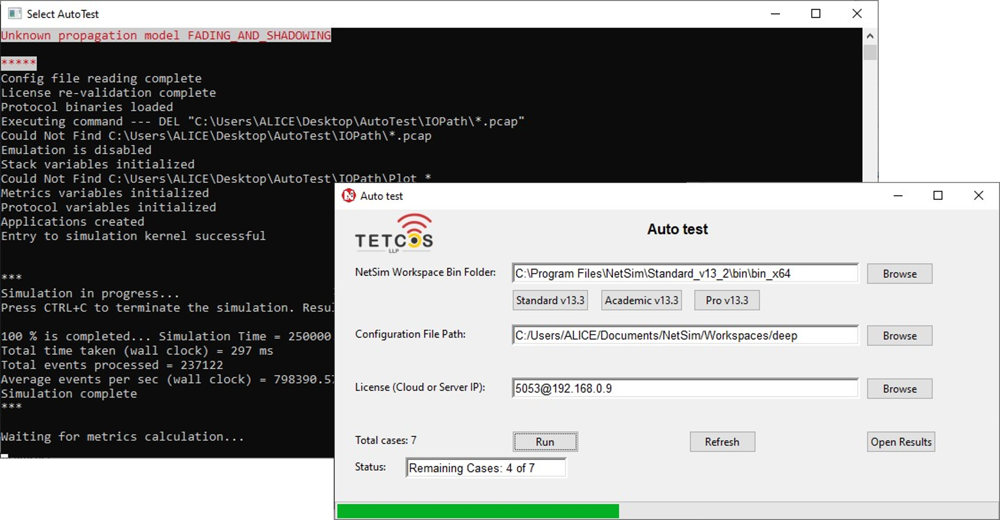 Select AutoTest
Unknown propagation model FADING_AND_SHADOWING
*****
Config file reading complete
License re-validation complete
Protocol binaries loaded
Executing command --- DEL "C:\Users\ALICE\Desktop\AutoTest\IOPath\*.pcap"
Could Not Find C:\Users\ALICE\Desktop\AutoTest\IOPath\*.pcap
Emulation is disabled
Stack variables initialized
Could Not Find C:\Users\ALICE\Desktop\AutoTest\IOPath\Plot_*
Metrics variables initialized
Protocol variables initialized
Applications created
Entry to simulation kernel successful
***
Simulation in progress...
Press CTRL+C to terminate the simulation. Resul
100 % is completed... Simulation Time = 250000.
Total time taken (wall clock) = 297 ms
Total events processed = 237122
Average events per sec (wall clock) = 798390.57
Simulation complete
***
Waiting for metrics calculation...
Auto test
TETCOS
LLP
Auto test
NetSim Workspace Bin Folder: C:\Program Files\NetSim\Standard_v13_2\bin\bin_x64 Browse
Standard v13.3 Academic v13.3 Pro v13.3
Configuration File Path: C:/Users/ALICE/Documents/NetSim/Workspaces/deep Browse
License (Cloud or Server IP): 5053@192.168.0.9 Browse
Total cases: 7 Run Refresh Open Results
Status: Remaining Cases: 4 of 7